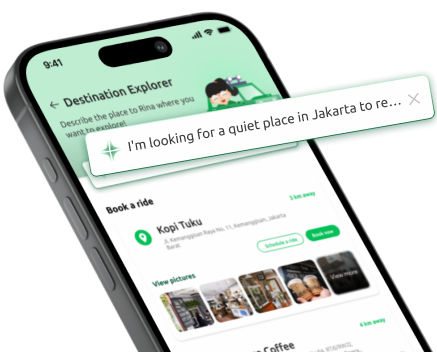 9:41
Destination Explorer
Describe the place to Rina where you
want to explore!
I'm looking for a quiet place in Jakarta to re...
Book a ride
Kopi Tuku
3 km away
Jl. Kemanggisan Raya No. 11, Kemanggisan, Jakarta
Barat.
Schedule a ride
Book now
View pictures
View more
Coffee
4 km away